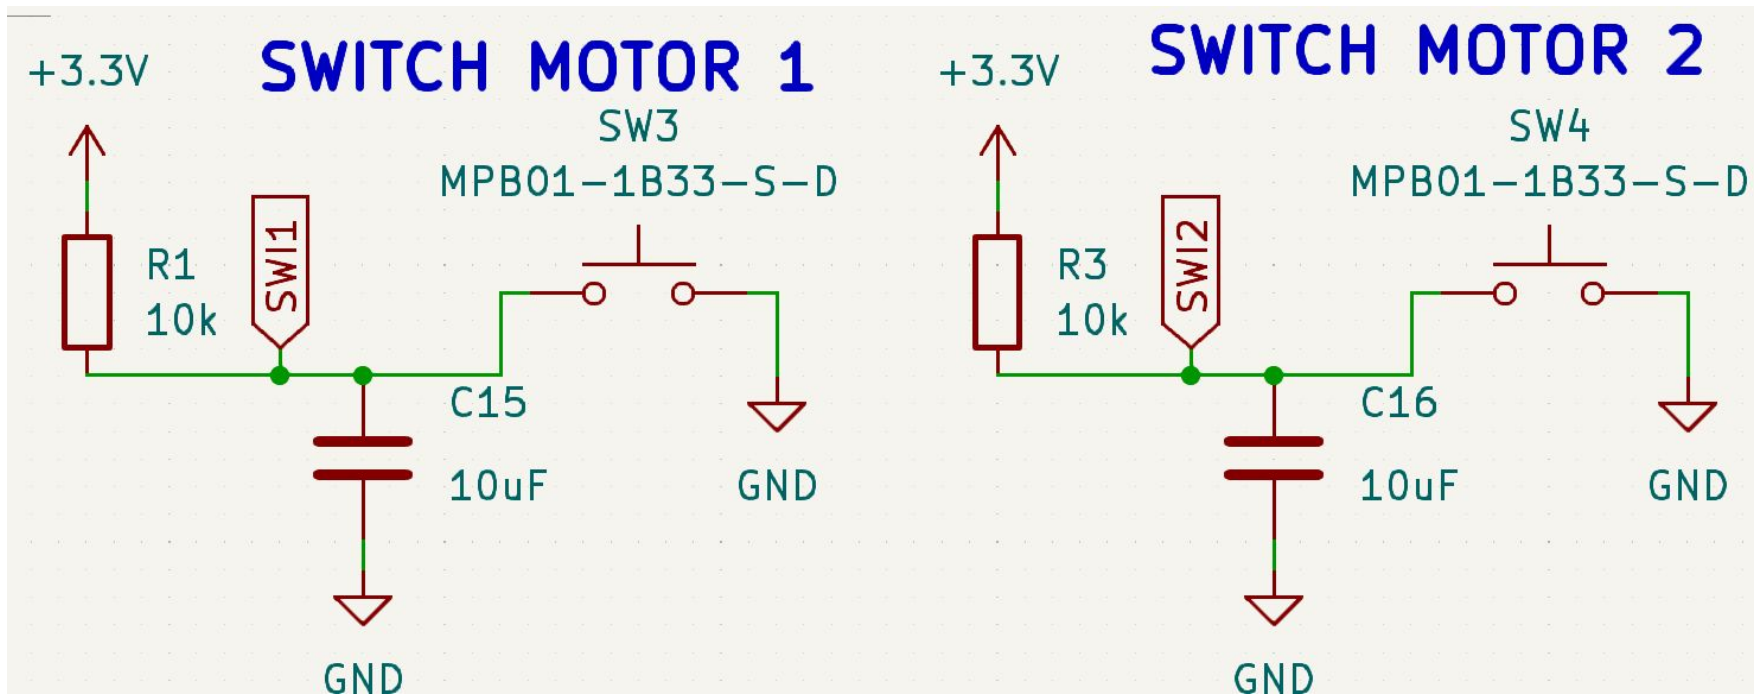 SWITCH MOTOR 1
+3.3V
SW3
MPB01-1B33-S-D
SWI1
R1
10k
C15
10uF
GND
GND
SWITCH MOTOR 2
+3.3V
SW4
MPB01-1B33-S-D
SWI2
R3
10k
C16
10uF
GND
GND